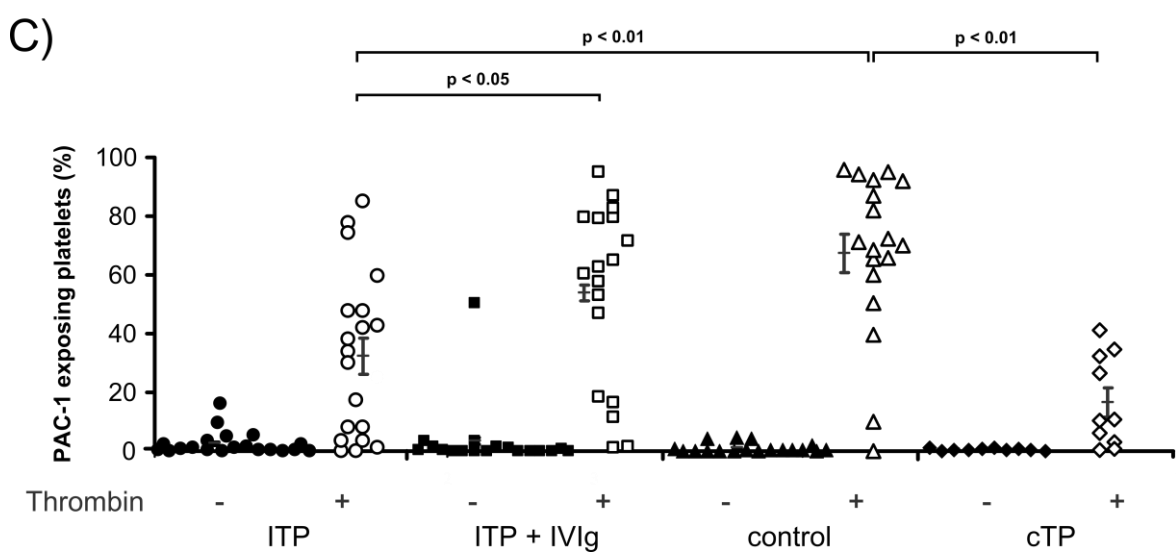 C)
p < 0.01
p < 0.01
p < 0.05
PAC-1 exposing platelets (%)
100
80
60
40
20
0
Thrombin - + - + - + - +
ITP ITP + IVIg control cTP